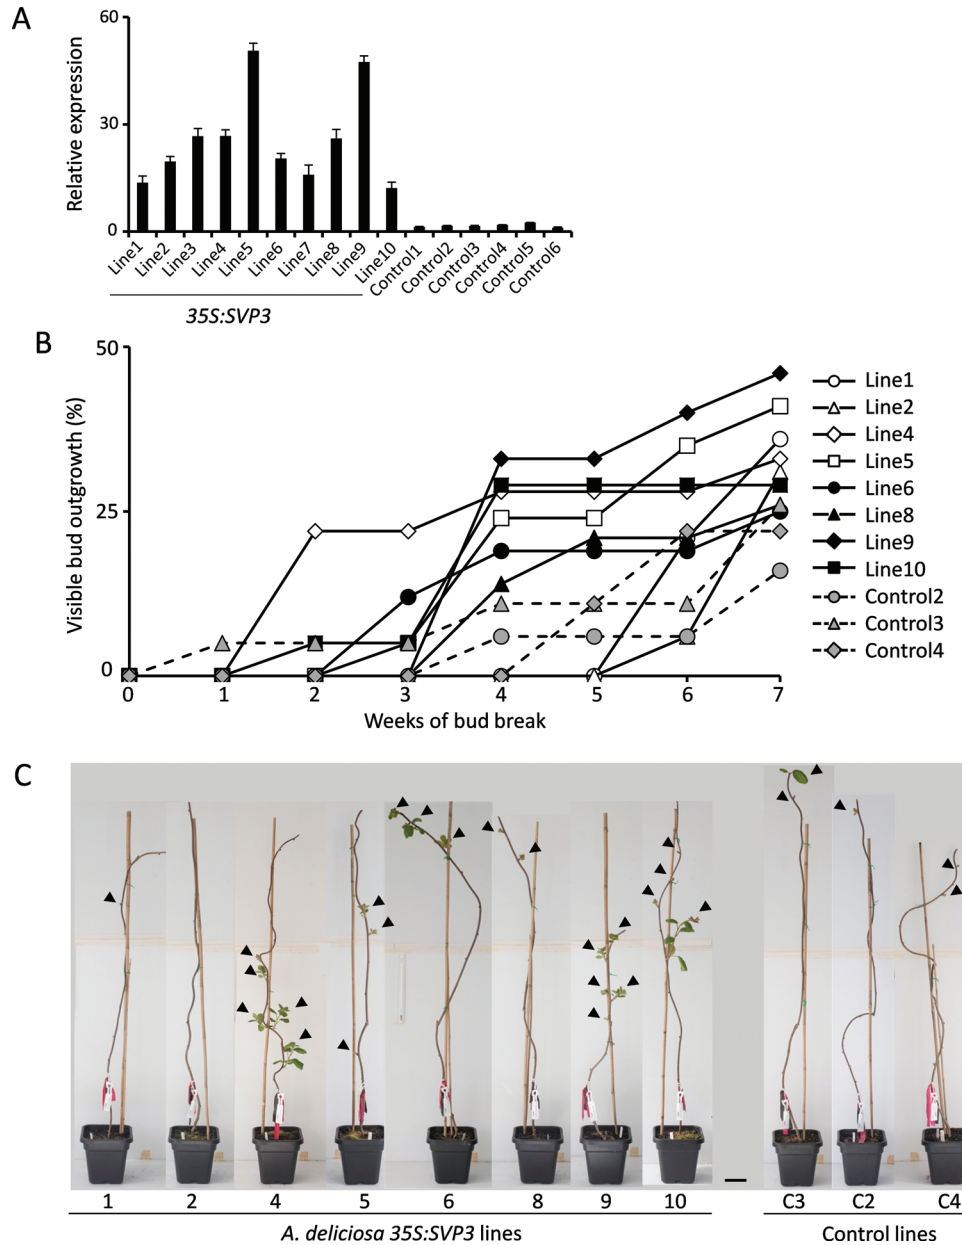 A
60
30
0
Relative expression
Line1
Line2
Line3
Line4
Line5
Line6
Line7
Line8
Line9
Line10
Control1
Control2
Control3
Control4
Control5
Control6
35S:SVP3
B
50
25
0
Visible bud outgrowth (%)
0 1 2 3 4 5 6 7
Weeks of bud break
Line1
Line2
Line4
Line5
Line6
Line8
Line9
Line10
Control2
Control3
Control4
C
1 2 4 5 6 8 9 10 C3 C2 C4
A. deliciosa 35S:SVP3 lines
Control lines